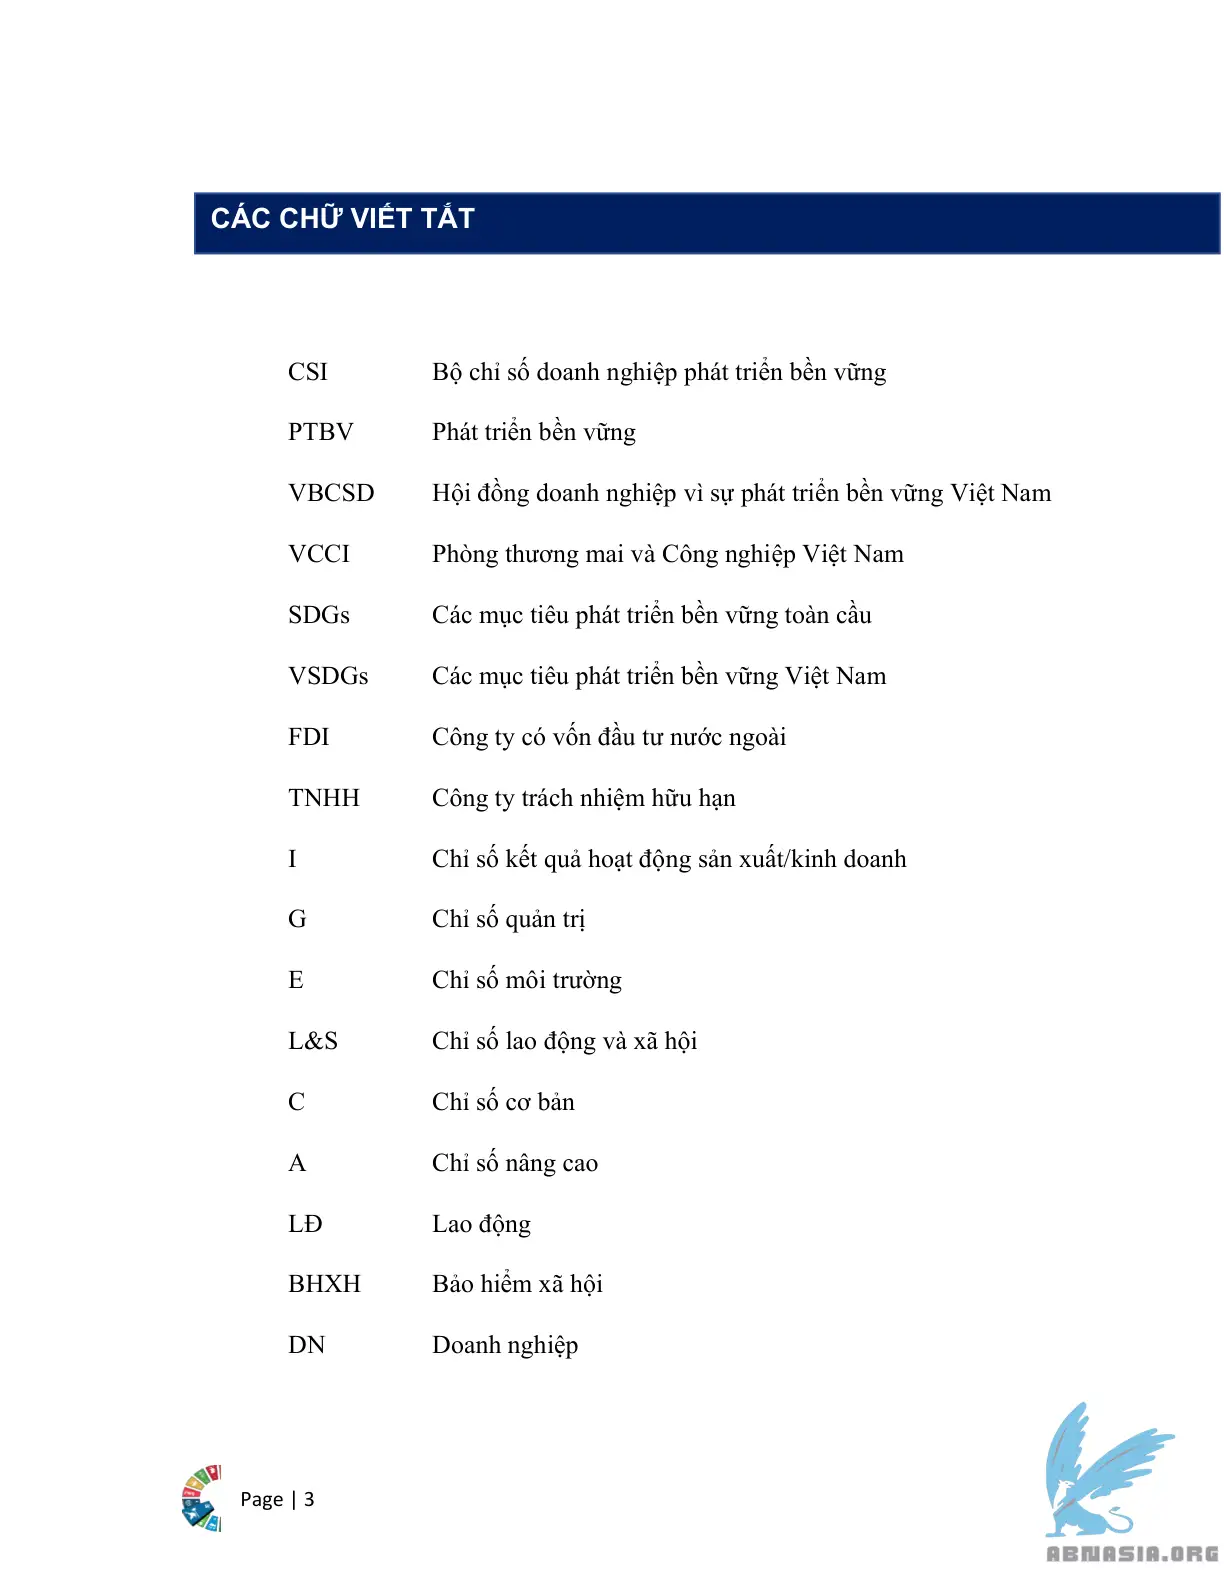 CÁC CHỮ VIẾT TẮT
CSI Bộ chỉ số doanh nghiệp phát triển bền vững
PTBV Phát triển bền vững
VBCSD Hội đồng doanh nghiệp vì sự phát triển bền vững Việt Nam
VCCI Phòng thương mai và Công nghiệp Việt Nam
SDGs Các mục tiêu phát triển bền vững toàn cầu
VSDGs Các mục tiêu phát triển bền vững Việt Nam
FDI Công ty có vốn đầu tư nước ngoài
TNHH Công ty trách nhiệm hữu hạn
I Chỉ số kết quả hoạt động sản xuất/kinh doanh
G Chỉ số quản trị
E Chỉ số môi trường
L&S Chỉ số lao động và xã hội
C Chỉ số cơ bản
A Chỉ số nâng cao
LĐ Lao động
BHXH Bảo hiểm xã hội
DN Doanh nghiệp
Page | 3
ABNASIA.ORG